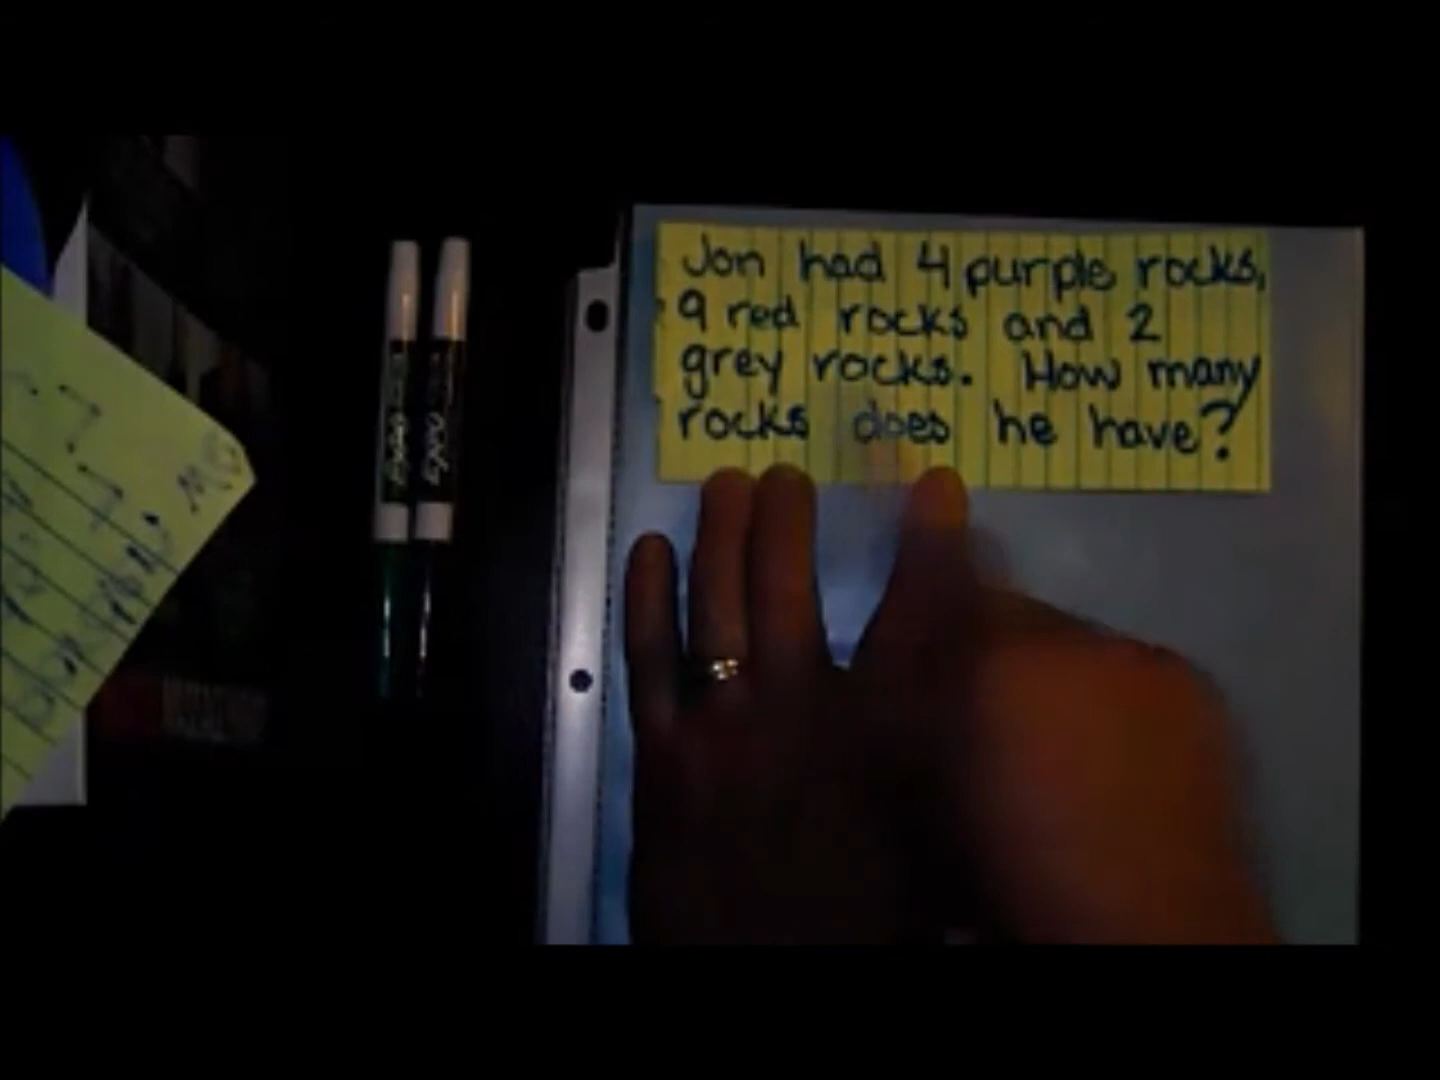 Jon had 4 purple rocks,
9 red rocks and 2
grey rocks. How many
rocks does he have?